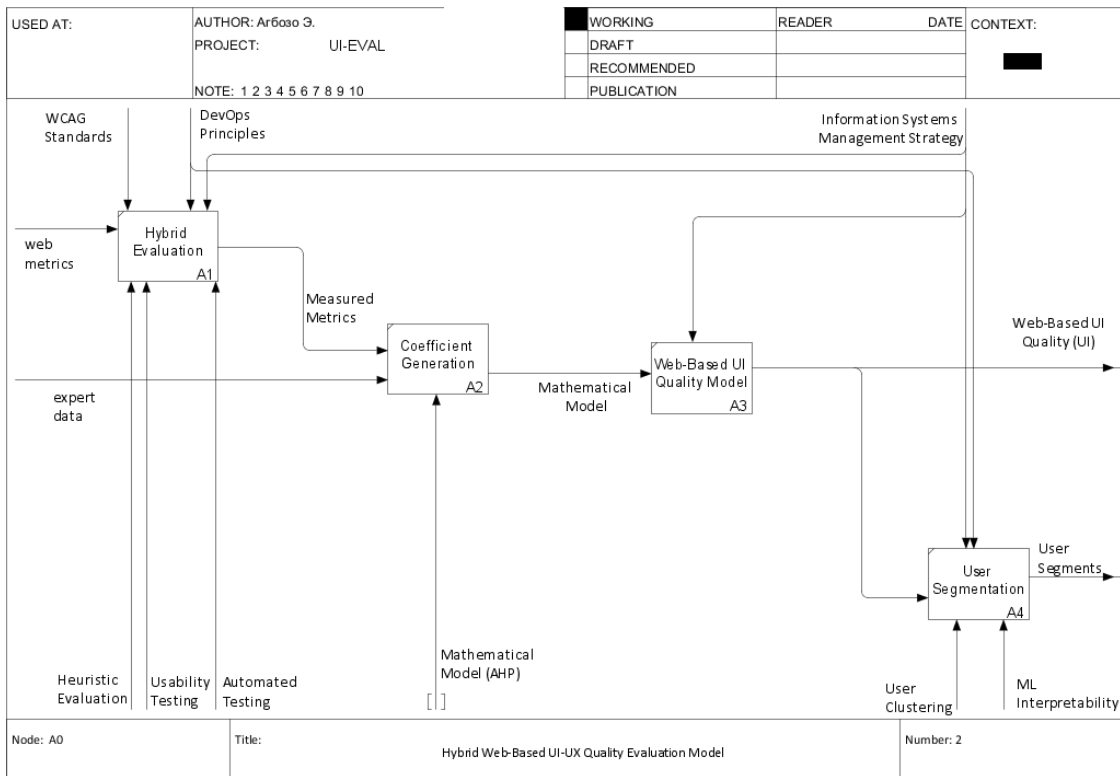 USED AT:
AUTHOR: Агбозо Э.
PROJECT: UI-EVAL
NOTE: 1 2 3 4 5 6 7 8 9 10
WORKING
DRAFT
RECOMMENDED
PUBLICATION
READER DATE
CONTEXT:
WCAG
Standards
DevOps
Principles
Information Systems
Management Strategy
web
metrics
Hybrid
Evaluation
A1
Measured
Metrics
expert
data
Coefficient
Generation
A2
Mathematical
Model
Web-Based UI
Quality Model
A3
Web-Based UI
Quality (UI)
User
Segmentation
A4
User
Segments
Heuristic
Evaluation
Usability
Testing
Automated
Testing
Mathematical
Model (AHP)
[ ]
User
Clustering
ML
Interpretability
Node: A0
Title:
Hybrid Web-Based UI-UX Quality Evaluation Model
Number: 2